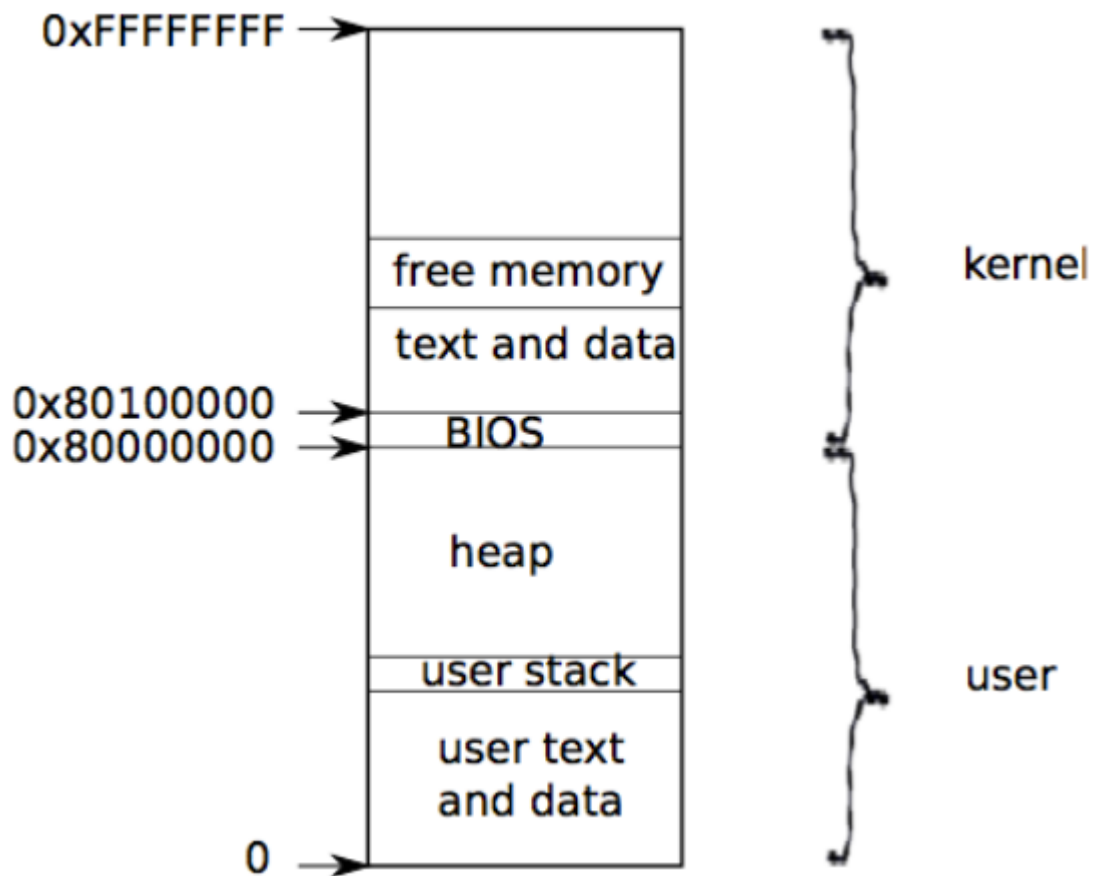 0xFFFFFFFF
free memory
kernel
text and data
0x80100000
BIOS
0x80000000
heap
user stack
user
user text
and data
0